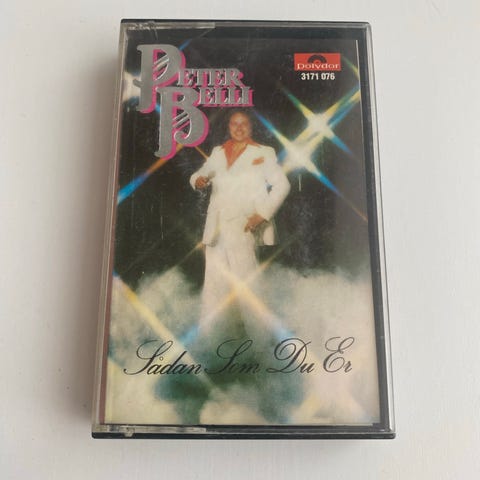 PETER
BELLI
Polydor
3171 076
Sådan Som Du Er